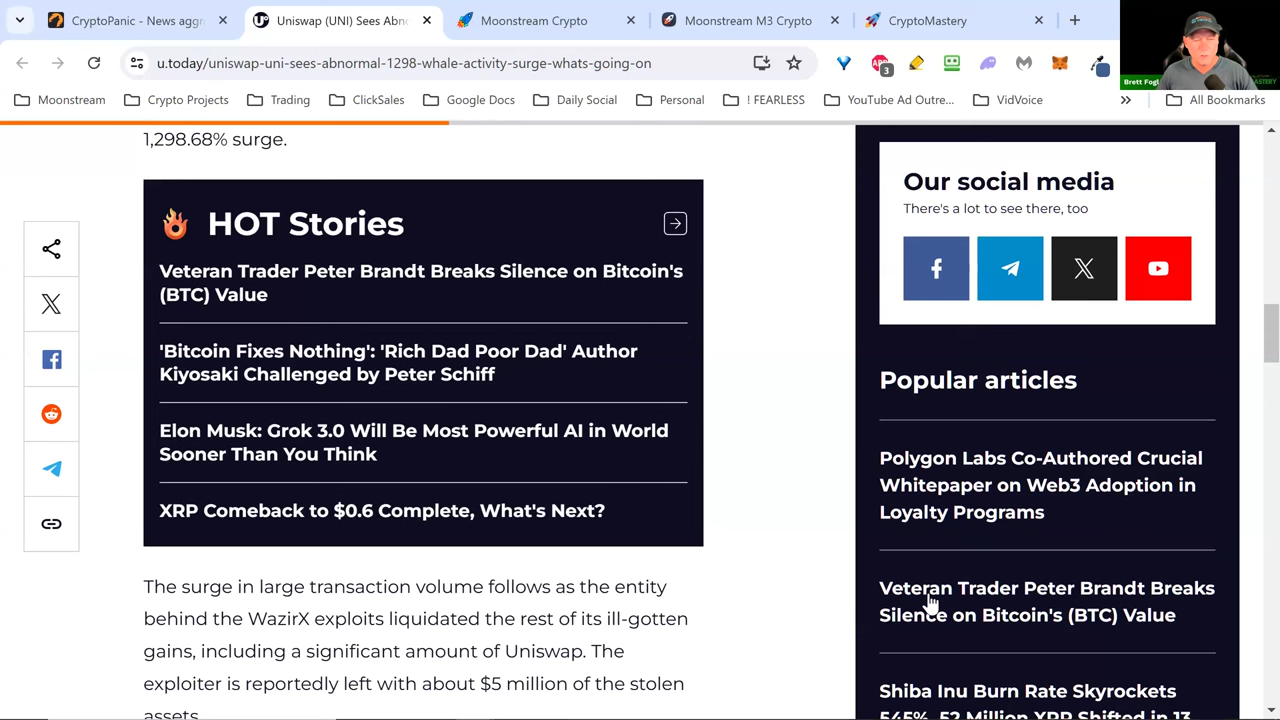 CryptoPanic - News aggr
Uniswap (UNI) Sees Abno
Moonstream Crypto
Moonstream M3 Crypto
CryptoMastery
u.today/uniswap-uni-sees-abnormal-1298-whale-activity-surge-whats-going-on
3
Brett Fogl
Moonstream
Crypto Projects
Trading
ClickSales
Google Docs
Daily Social
Personal
! FEARLESS
YouTube Ad Outre...
VidVoice
All Bookmarks
1,298.68% surge.
HOT Stories
Veteran Trader Peter Brandt Breaks Silence on Bitcoin's
(BTC) Value
'Bitcoin Fixes Nothing': 'Rich Dad Poor Dad' Author
Kiyosaki Challenged by Peter Schiff
Elon Musk: Grok 3.0 Will Be Most Powerful AI in World
Sooner Than You Think
XRP Comeback to $0.6 Complete, What's Next?
The surge in large transaction volume follows as the entity
behind the WazirX exploits liquidated the rest of its ill-gotten
gains, including a significant amount of Uniswap. The
exploiter is reportedly left with about $5 million of the stolen
assets.
Our social media
There's a lot to see there, too
Popular articles
Polygon Labs Co-Authored Crucial
Whitepaper on Web3 Adoption in
Loyalty Programs
Veteran Trader Peter Brandt Breaks
Silence on Bitcoin's (BTC) Value
Shiba Inu Burn Rate Skyrockets
545%, 52 Million XRP Shifted in 13